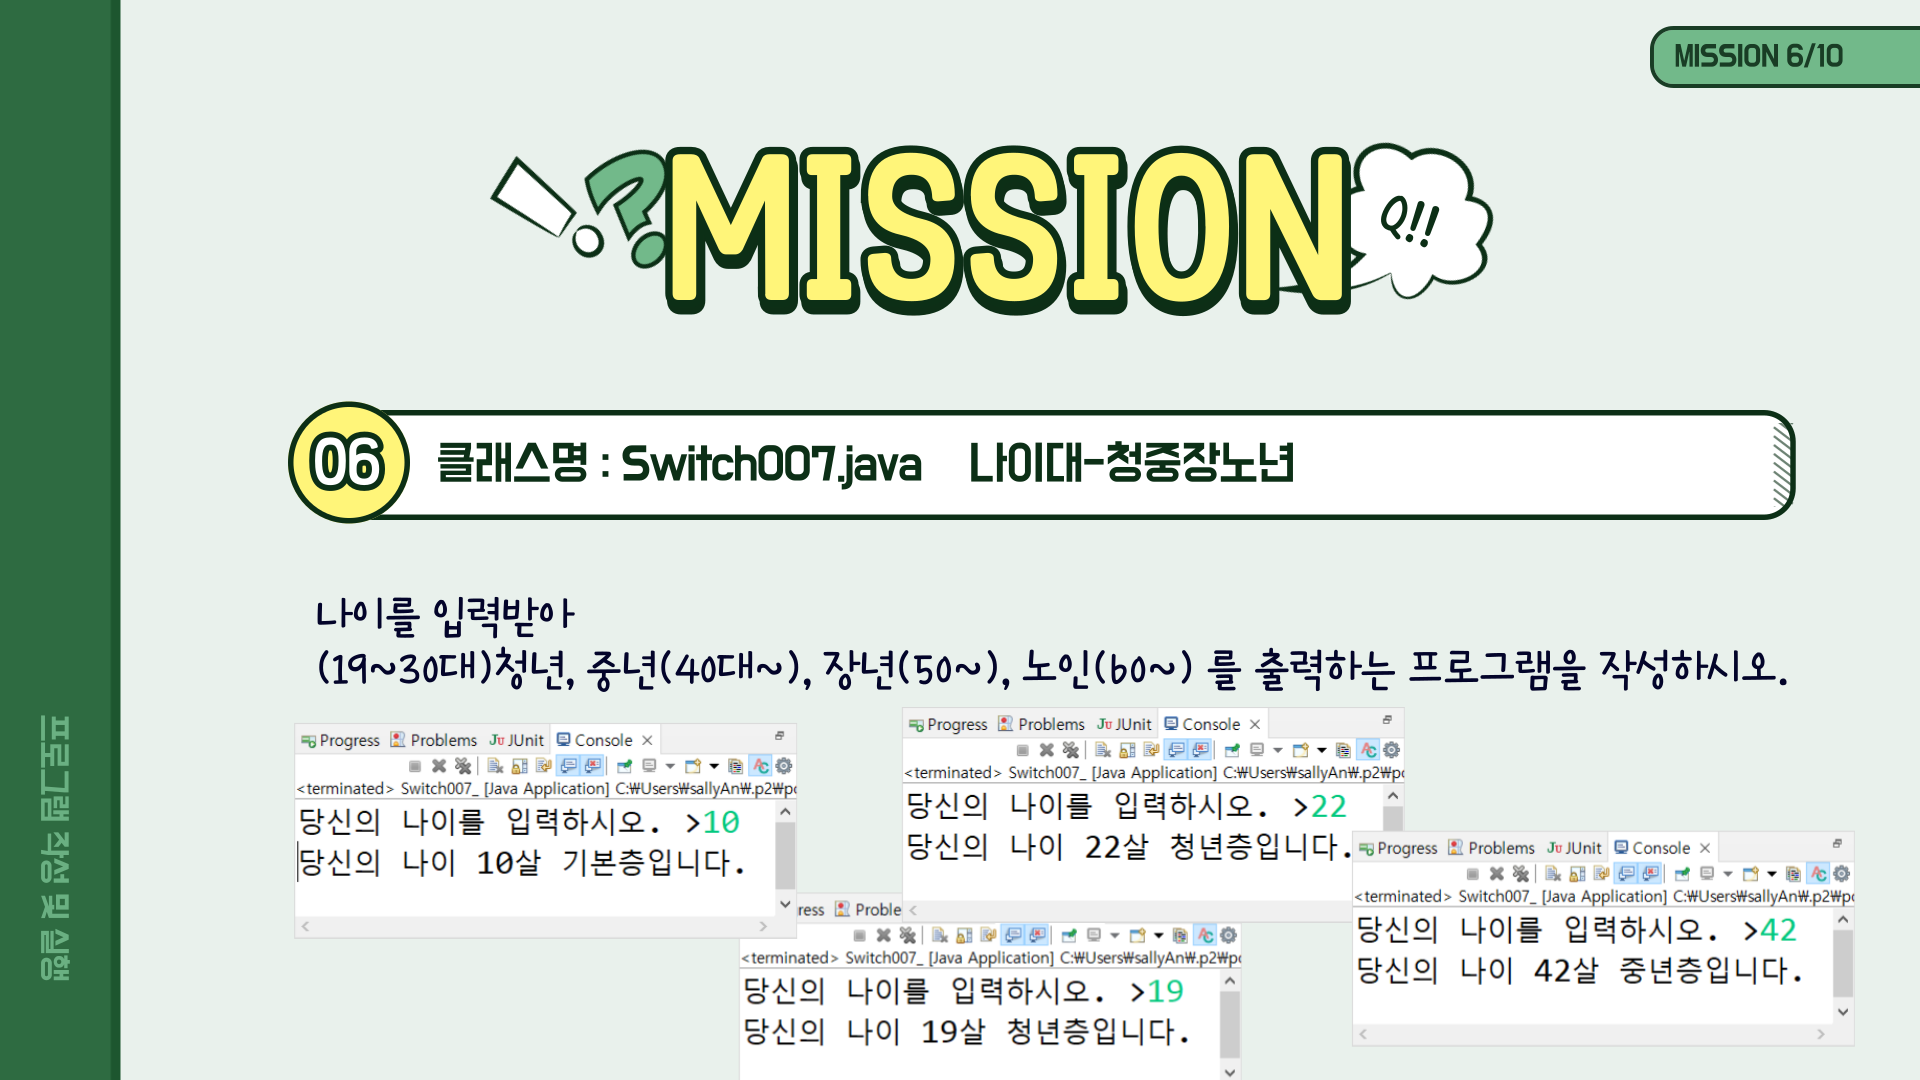 MISSION 6/10
MISSION
Q!!
06
클래스명 : Switch007.java 나이대-청중장노년
나이를 입력받아
(19~30대)청년, 중년(40대~), 장년(50~), 노인(60~) 를 출력하는 프로그램을 작성하시오.
프로그램 작성 및 실행
Progress Problems JUnit Console
<terminated> Switch007_ [Java Application] C:₩Users₩sallyAn₩.p2₩po
당신의 나이를 입력하시오. >10
당신의 나이 10살 기본층입니다.
Progress Problems JUnit Console
<terminated> Switch007_ [Java Application] C:₩Users₩sallyAn₩.p2₩po
당신의 나이를 입력하시오. >22
당신의 나이 22살 청년층입니다.
ress Proble
<terminated> Switch007_ [Java Application] C:₩Users₩sallyAn₩.p2₩po
당신의 나이를 입력하시오. >19
당신의 나이 19살 청년층입니다.
Progress Problems JUnit Console
<terminated> Switch007_ [Java Application] C:₩Users₩sallyAn₩.p2₩po
당신의 나이를 입력하시오. >42
당신의 나이 42살 중년층입니다.